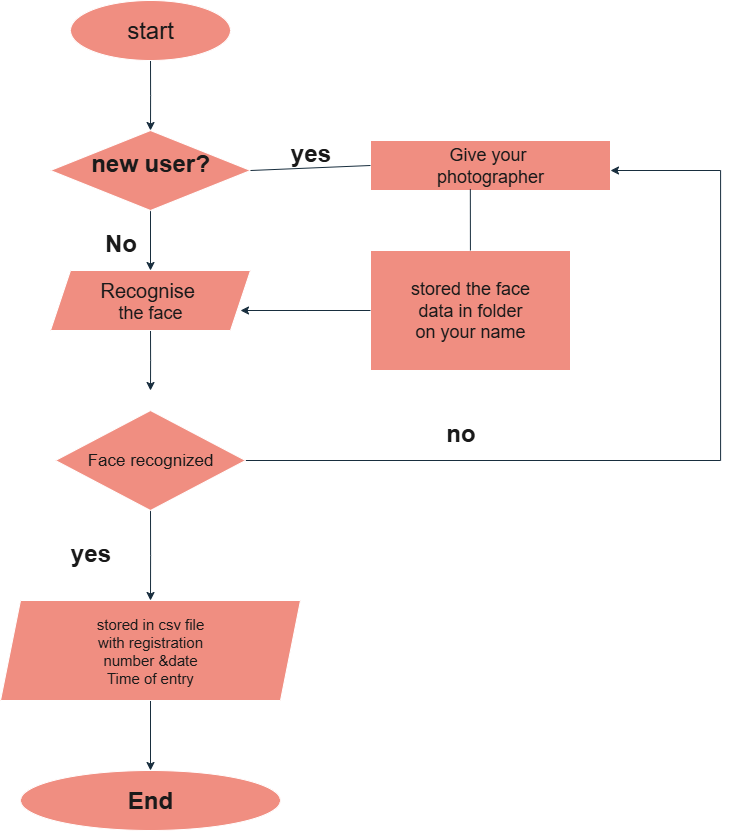 start
new user?
yes
Give your
photographer
No
Recognise
the face
stored the face
data in folder
on your name
Face recognized
no
yes
stored in csv file
with registration
number &date
Time of entry
End